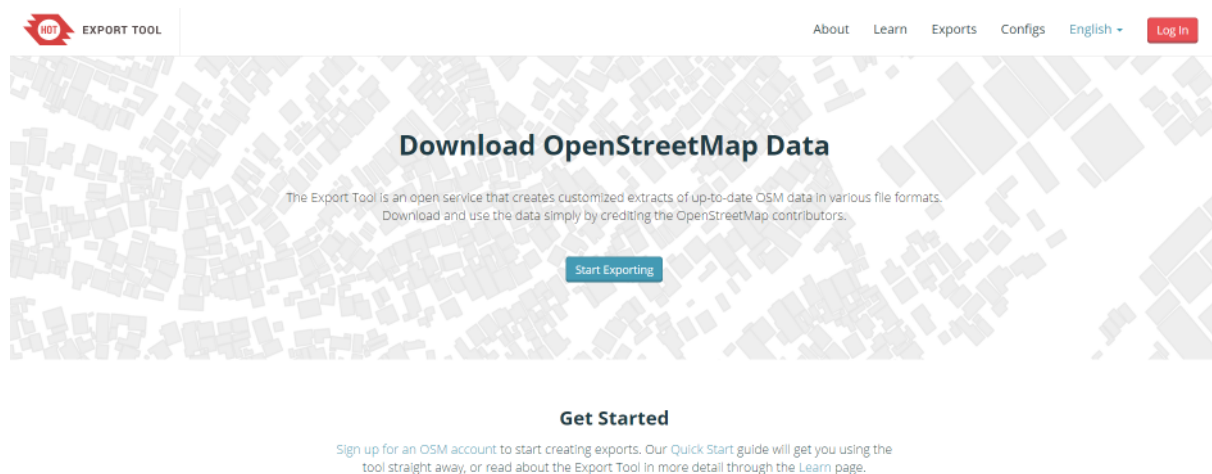 HOT EXPORT TOOL About Learn Exports Configs English Log In
Download OpenStreetMap Data
The Export Tool is an open service that creates customized extracts of up-to-date OSM data in various file formats.
Download and use the data simply by crediting the OpenStreetMap contributors.
Start Exporting
Get Started
Sign up for an OSM account to start creating exports. Our Quick Start guide will get you using the
tool straight away, or read about the Export Tool in more detail through the Learn page.